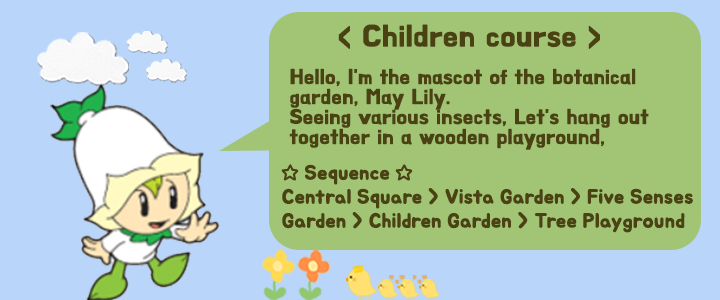 < Children course >
Hello, I'm the mascot of the botanical
garden, May Lily.
Seeing various insects, Let's hang out
together in a wooden playground,
☆ Sequence ☆
Central Square > Vista Garden > Five Senses
Garden > Children Garden > Tree Playground